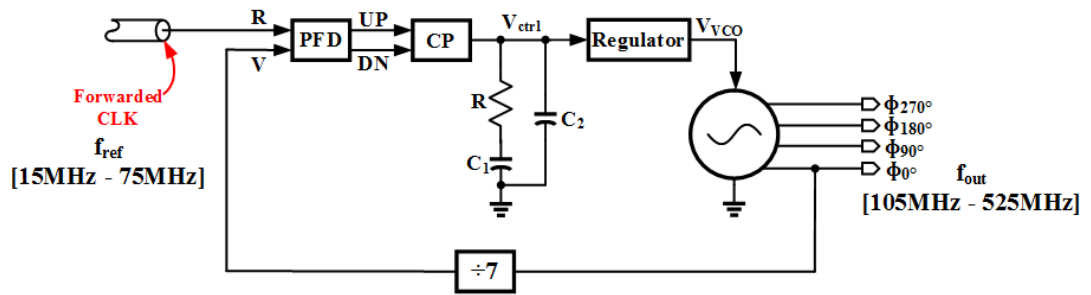 R
V
PFD
UP
DN
CP
Vctrl
Regulator
VVCO
Forwarded
CLK
fref
[15MHz - 75MHz]
R
C1
C2
Φ270°
Φ180°
Φ90°
Φ0°
fout
[105MHz - 525MHz]
÷7